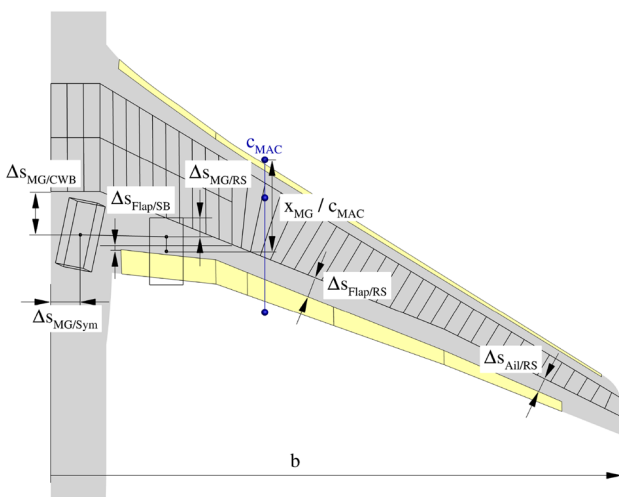 c_MAC
Δs_MG/CWB
Δs_MG/RS
Δs_Flap/SB
x_MG / c_MAC
Δs_Flap/RS
Δs_MG/Sym
Δs_Ail/RS
b